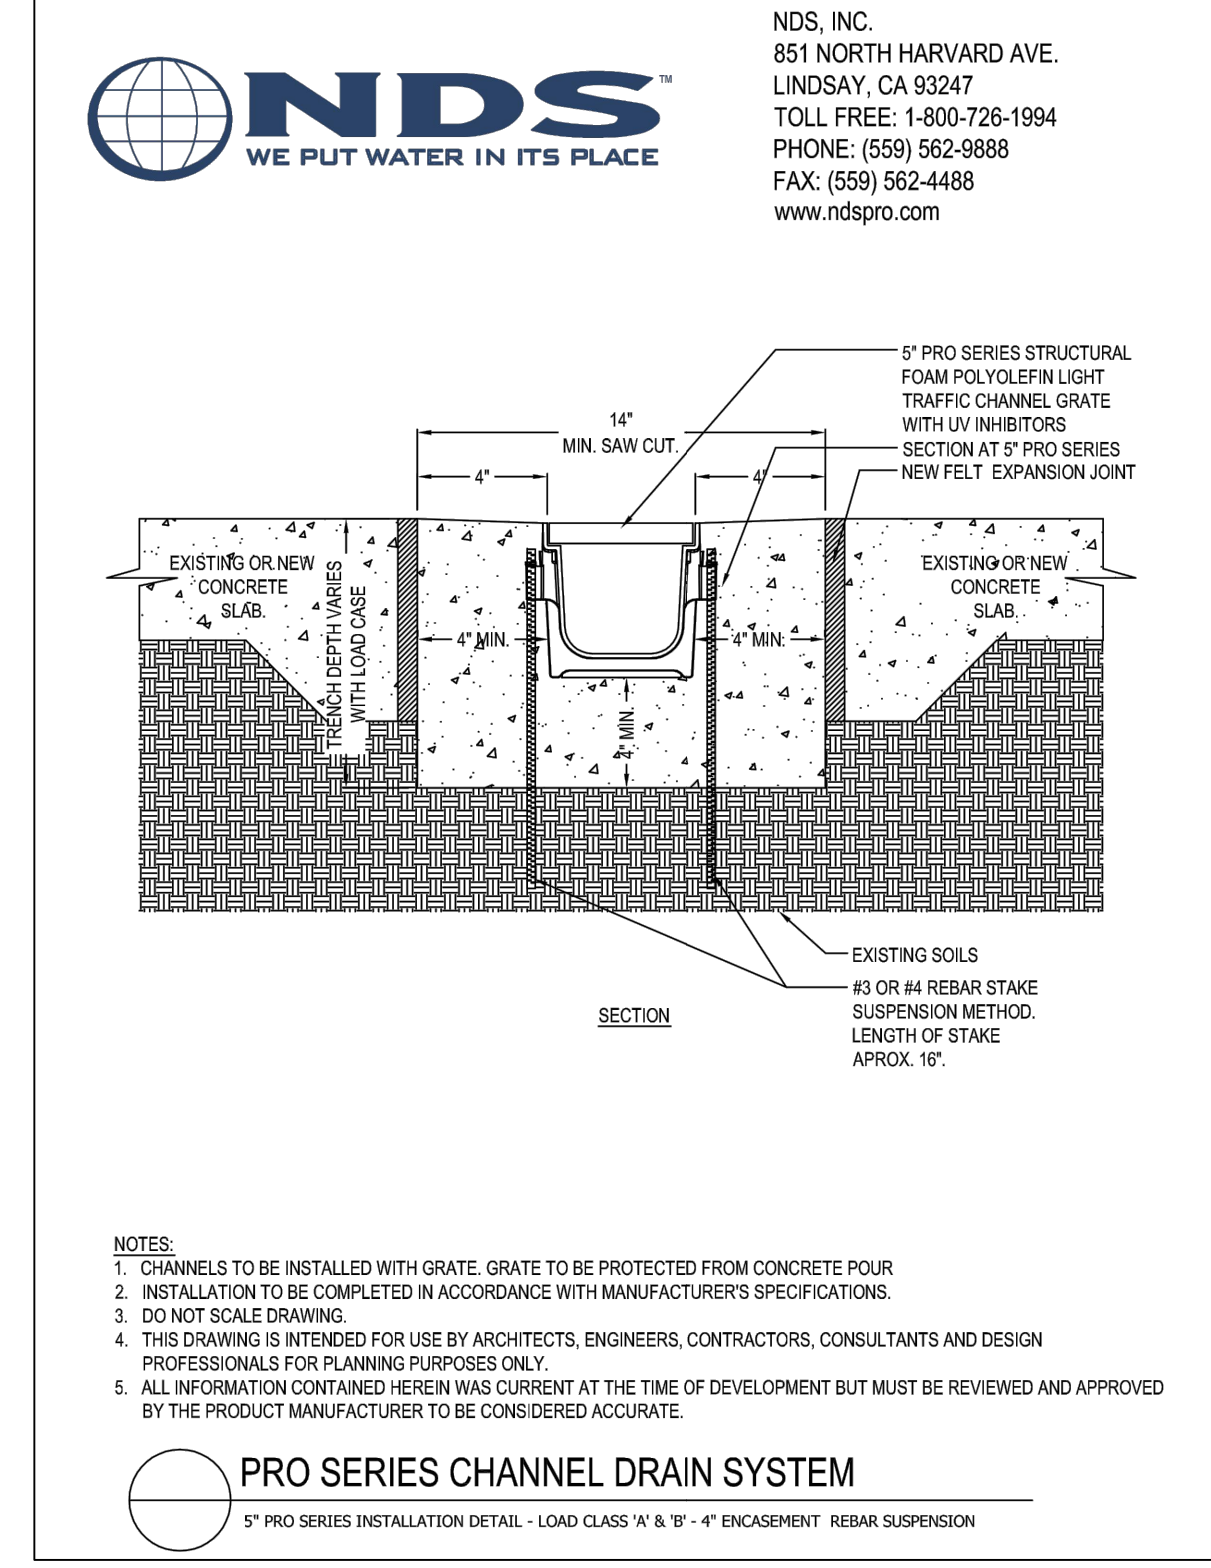 NDS™
WE PUT WATER IN ITS PLACE
NDS, INC.
851 NORTH HARVARD AVE.
LINDSAY, CA 93247
TOLL FREE: 1-800-726-1994
PHONE: (559) 562-9888
FAX: (559) 562-4488
www.ndspro.com
5" PRO SERIES STRUCTURAL
FOAM POLYOLEFIN LIGHT
TRAFFIC CHANNEL GRATE
WITH UV INHIBITORS
SECTION AT 5" PRO SERIES
NEW FELT EXPANSION JOINT
14"
MIN. SAW CUT.
4"
4"
EXISTING OR NEW
CONCRETE
SLAB.
TRENCH DEPTH VARIES
WITH LOAD CASE
4" MIN.
4" MIN.
4" MIN.
EXISTING OR NEW
CONCRETE
SLAB.
EXISTING SOILS
#3 OR #4 REBAR STAKE
SUSPENSION METHOD.
LENGTH OF STAKE
APROX. 16".
SECTION
NOTES:
1. CHANNELS TO BE INSTALLED WITH GRATE. GRATE TO BE PROTECTED FROM CONCRETE POUR
2. INSTALLATION TO BE COMPLETED IN ACCORDANCE WITH MANUFACTURER'S SPECIFICATIONS.
3. DO NOT SCALE DRAWING.
4. THIS DRAWING IS INTENDED FOR USE BY ARCHITECTS, ENGINEERS, CONTRACTORS, CONSULTANTS AND DESIGN
PROFESSIONALS FOR PLANNING PURPOSES ONLY.
5. ALL INFORMATION CONTAINED HEREIN WAS CURRENT AT THE TIME OF DEVELOPMENT BUT MUST BE REVIEWED AND APPROVED
BY THE PRODUCT MANUFACTURER TO BE CONSIDERED ACCURATE.
PRO SERIES CHANNEL DRAIN SYSTEM
5" PRO SERIES INSTALLATION DETAIL - LOAD CLASS 'A' & 'B' - 4" ENCASEMENT REBAR SUSPENSION